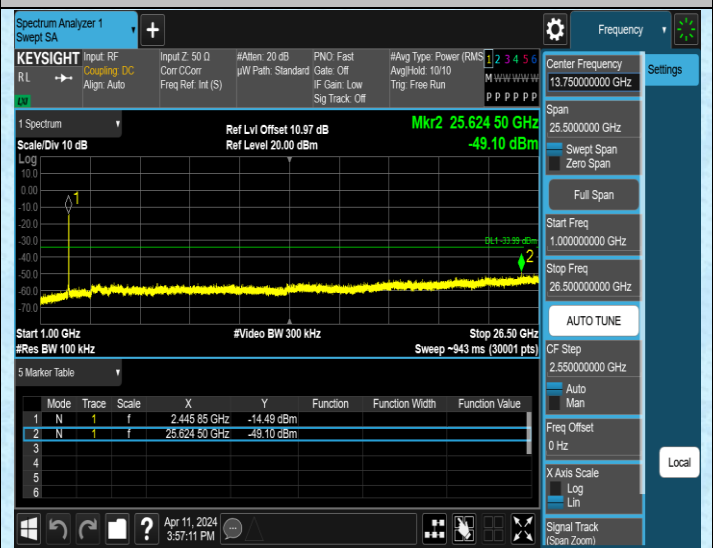 Spectrum Analyzer 1
Swept SA
+
Frequency
KEYSIGHT
RL
LXI
Input: RF
Coupling: DC
Align: Auto
Input Z: 50 Ω
Corr CCorr
Freq Ref: Int (S)
#Atten: 20 dB
µW Path: Standard
PNO: Fast
Gate: Off
IF Gain: Low
Sig Track: Off
#Avg Type: Power (RMS
Avg|Hold: 10/10
Trig: Free Run
1 2 3 4 5 6
M W W W W W
P P P P P P
1 Spectrum
Scale/Div 10 dB
Ref Lvl Offset 10.97 dB
Ref Level 20.00 dBm
Mkr2 25.624 50 GHz
-49.10 dBm
Log
10.0
0.00
-10.0
-20.0
-30.0
-40.0
-50.0
-60.0
-70.0
1
DL1 -33.99 dBm
2
Start 1.00 GHz
#Res BW 100 kHz
#Video BW 300 kHz
Stop 26.50 GHz
Sweep ~943 ms (30001 pts)
5 Marker Table
Mode Trace Scale X Y Function Function Width Function Value
1 N 1 f 2.445 85 GHz -14.49 dBm
2 N 1 f 25.624 50 GHz -49.10 dBm
3
4
5
6
Apr 11, 2024
3:57:11 PM
?
Center Frequency
13.75000000 GHz
Span
25.5000000 GHz
Swept Span
Zero Span
Full Span
Start Freq
1.000000000 GHz
Stop Freq
26.500000000 GHz
AUTO TUNE
CF Step
2.550000000 GHz
Auto
Man
Freq Offset
0 Hz
X Axis Scale
Log
Lin
Signal Track
(Span Zoom)
Settings
Local